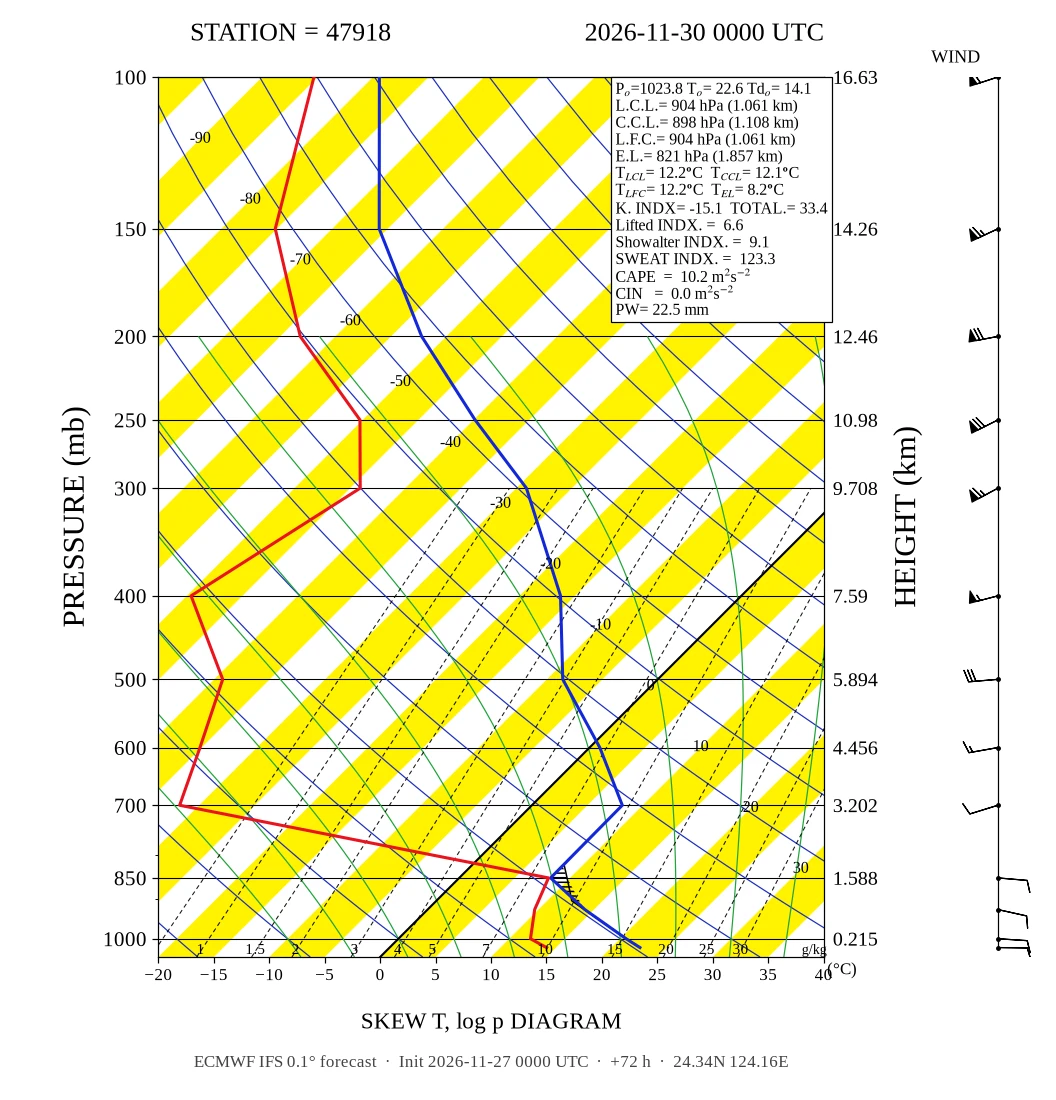 STATION = 47918
2026-11-30 0000 UTC
WIND
Pₒ=1023.8 Tₒ= 22.6 Tdₒ= 14.1
L.C.L.= 904 hPa (1.061 km)
C.C.L.= 898 hPa (1.108 km)
L.F.C.= 904 hPa (1.061 km)
E.L.= 821 hPa (1.857 km)
T_LCL= 12.2°C T_CCL= 12.1°C
T_LFC= 12.2°C T_EL= 8.2°C
K. INDX= -15.1 TOTAL.= 33.4
Lifted INDX. = 6.6
Showalter INDX. = 9.1
SWEAT INDX. = 123.3
CAPE = 10.2 m²s⁻²
CIN = 0.0 m²s⁻²
PW= 22.5 mm
PRESSURE (mb)
100
150
200
250
300
400
500
600
700
850
1000
-90
-80
-70
-60
-50
-40
-30
-20
-10
0
10
20
30
HEIGHT (km)
16.63
14.26
12.46
10.98
9.708
7.59
5.894
4.456
3.202
1.588
0.215
1 1.5 2 3 4 5 7 10 15 20 25 30 g/kg
−20 −15 −10 −5 0 5 10 15 20 25 30 35 40 (°C)
SKEW T, log p DIAGRAM
ECMWF IFS 0.1° forecast · Init 2026-11-27 0000 UTC · +72 h · 24.34N 124.16E